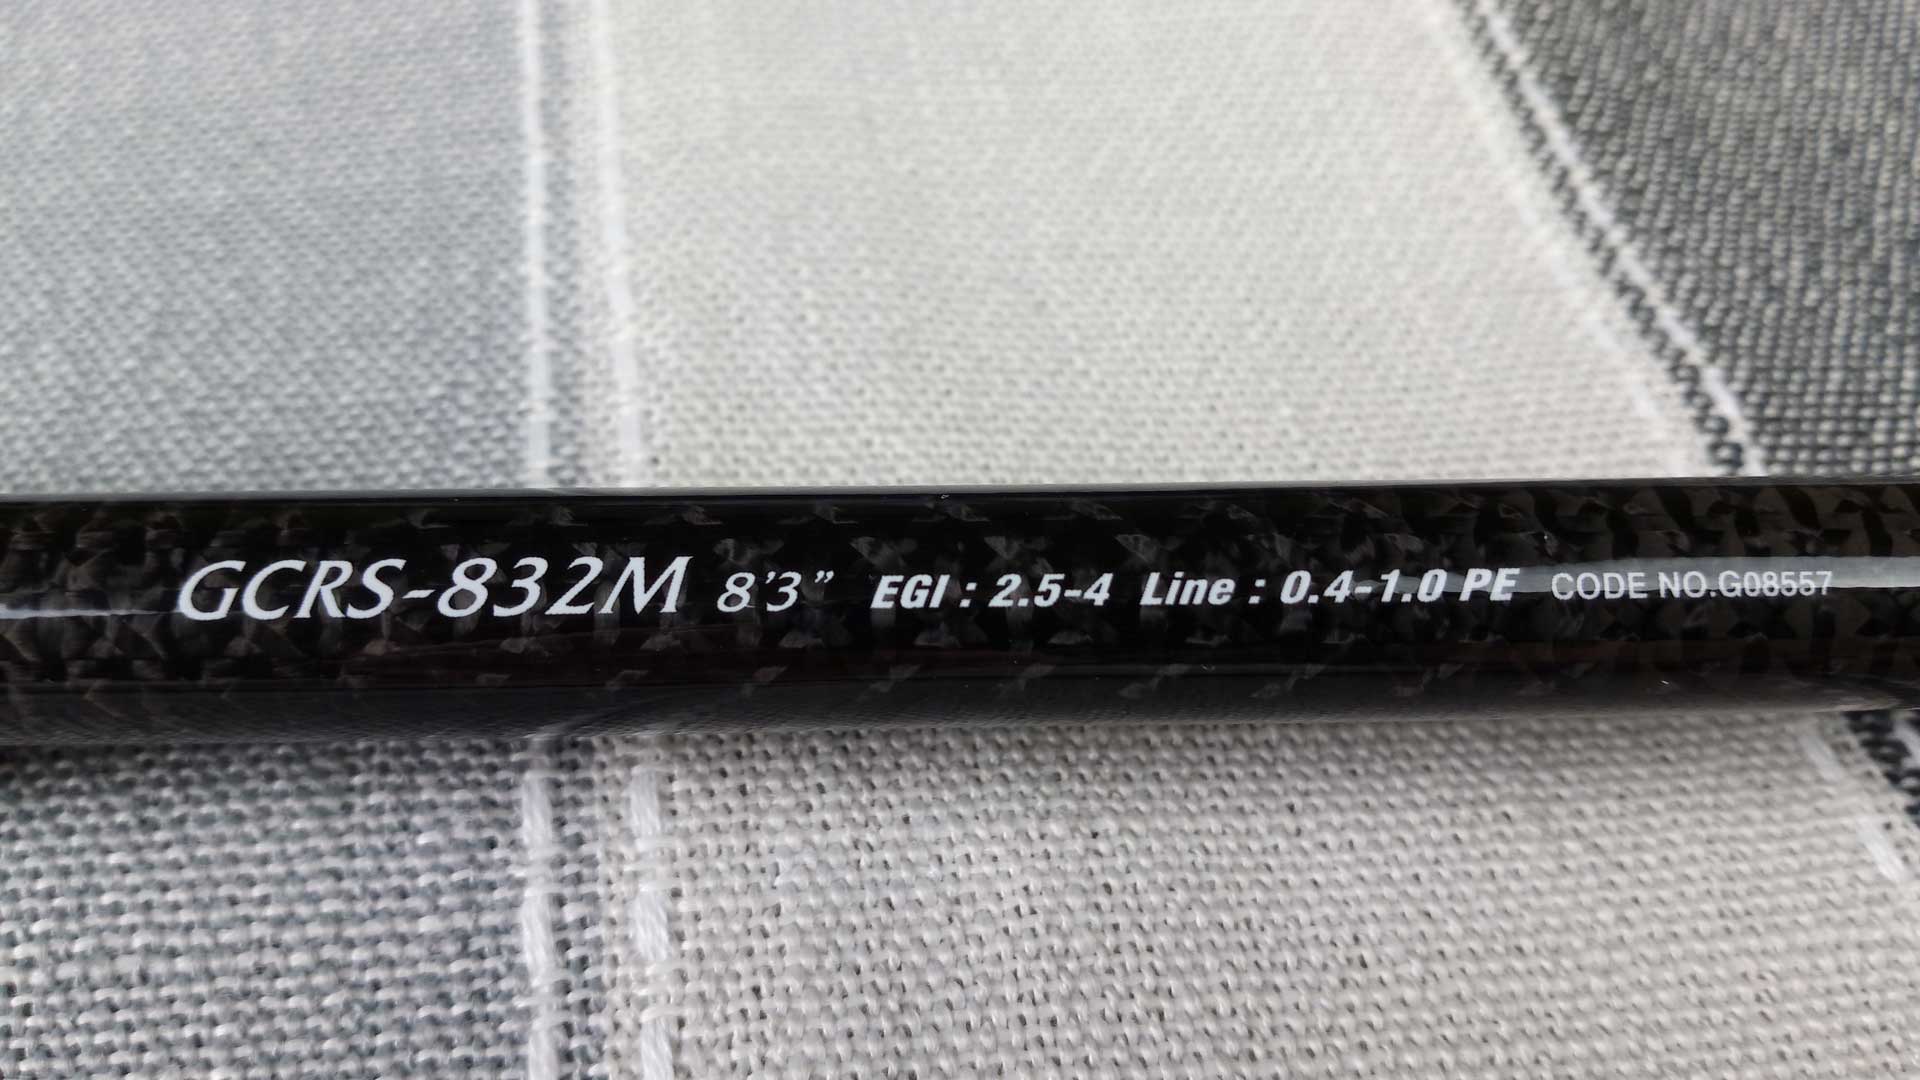 GCRS-832M 8'3" EGI : 2.5-4 Line : 0.4-1.0 PE CODE NO.G08557